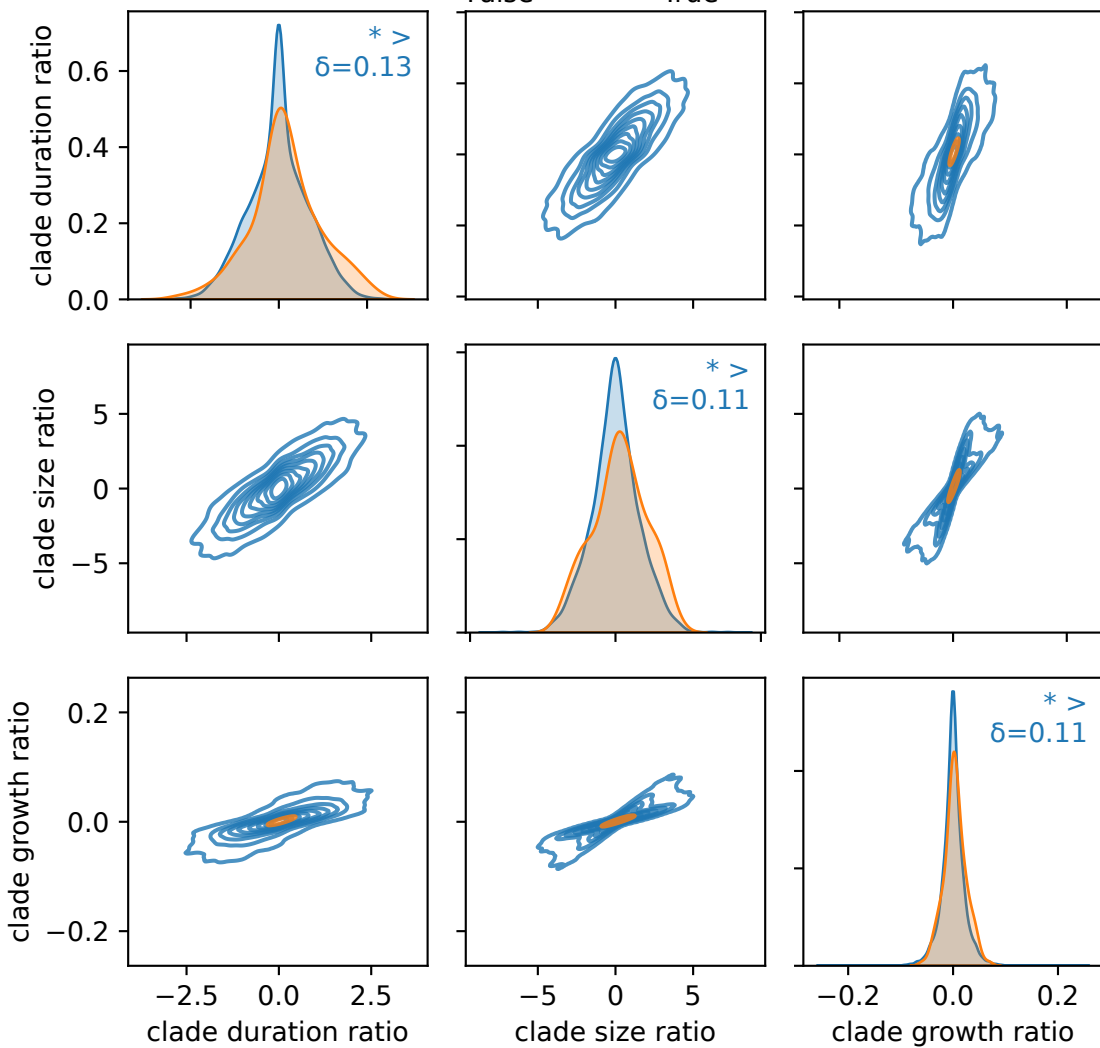 True
* >
δ=0.13
clade duration ratio
0.6
0.4
0.2
0.0
* >
δ=0.11
clade size ratio
5
0
−5
* >
δ=0.11
clade growth ratio
0.2
0.0
−0.2
−2.5 0.0 2.5 −5 0 5 −0.2 0.0 0.2
clade duration ratio clade size ratio clade growth ratio